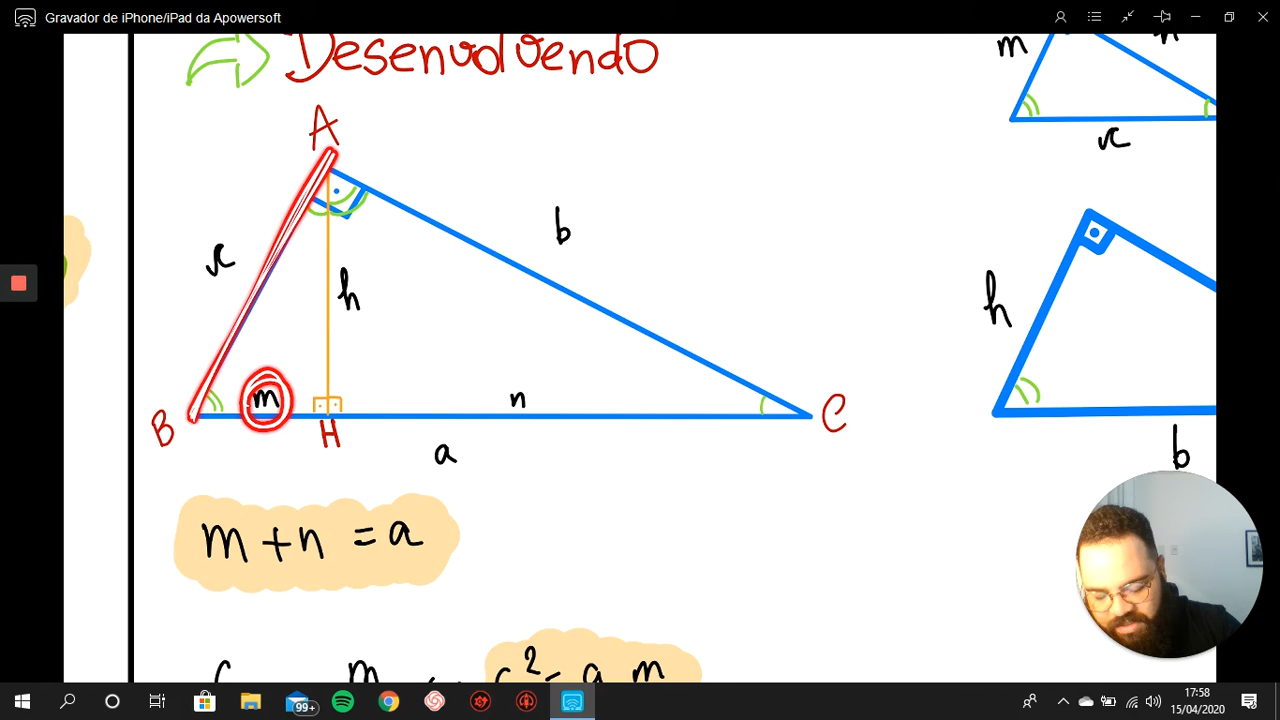 Gravador de iPhone/iPad da Apowersoft
Desenvolvendo
A
c
b
h
B
m
n
C
H
a
m + n = a
c² = a m
m
c
h
b
99+
17:58
15/04/2020